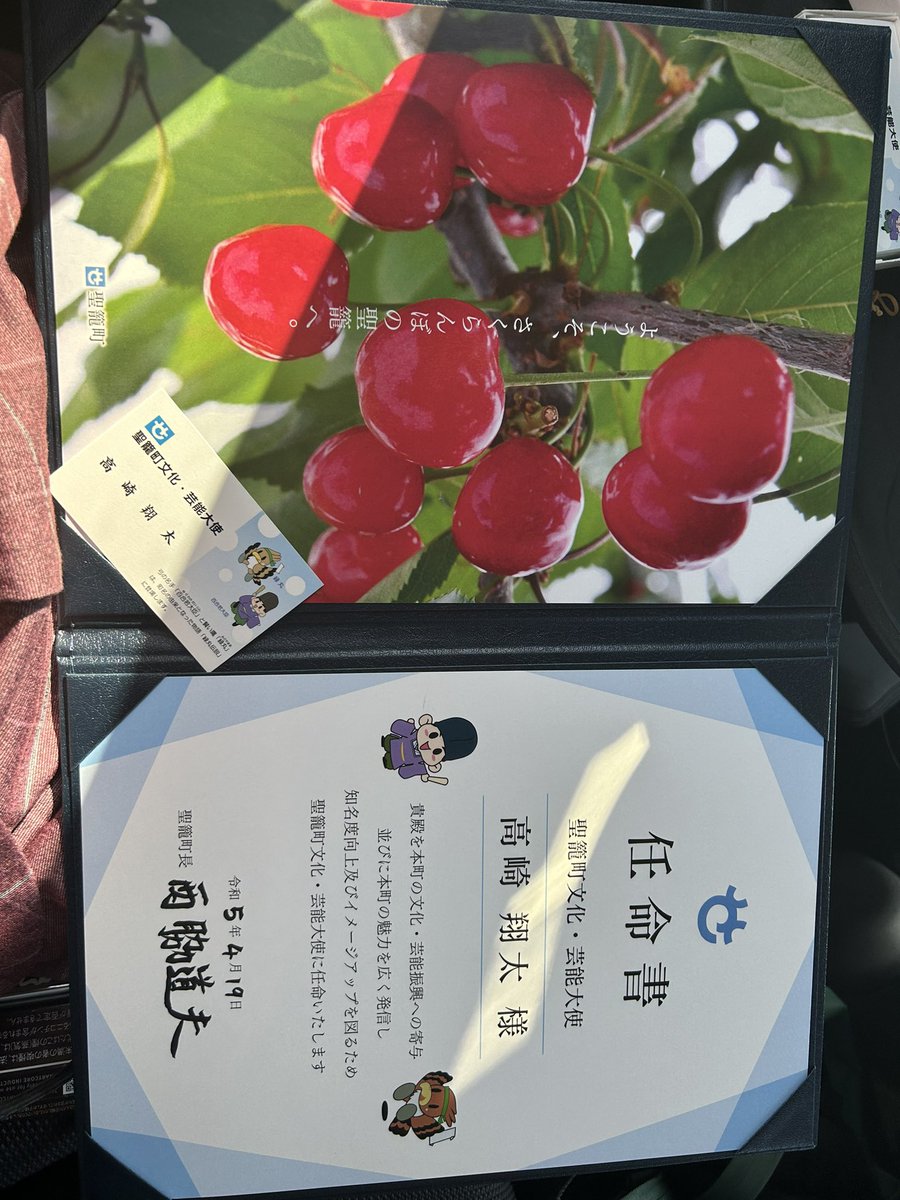 聖籠町
ようこそ、さくらんぼの
聖籠へ。
聖籠町文化・芸能大使
高崎翔太
任命書
聖籠町文化・芸能大使
高崎 翔太 様
貴殿を本町の文化・芸能振興への寄与
並びに本町の魅力を広く発信し
知名度向上及びイメージアップを図るため
聖籠町文化・芸能大使に任命いたします
令和5年4月19日
聖籠町長 西脇道夫